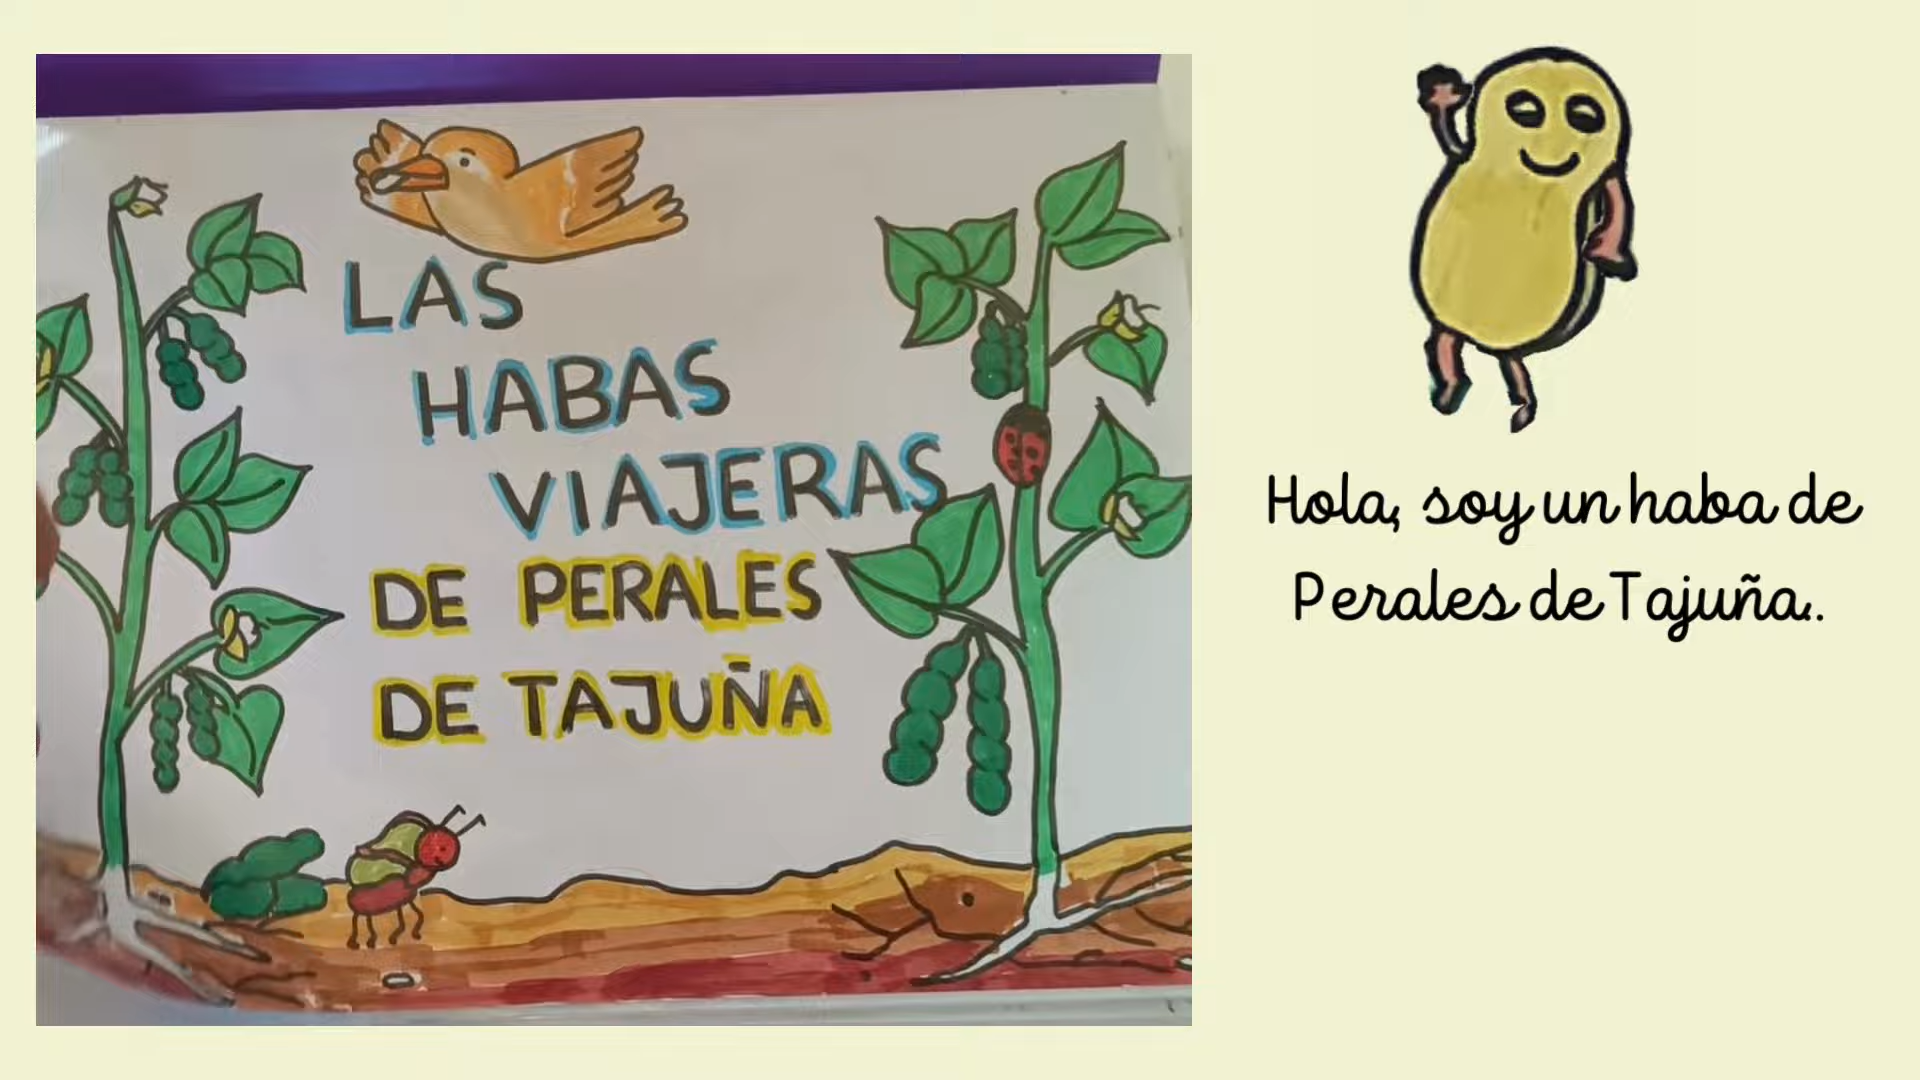 LAS
HABAS
VIAJERAS
DE PERALES
DE TAJUÑA
Hola, soy un haba de
Perales de Tajuña..